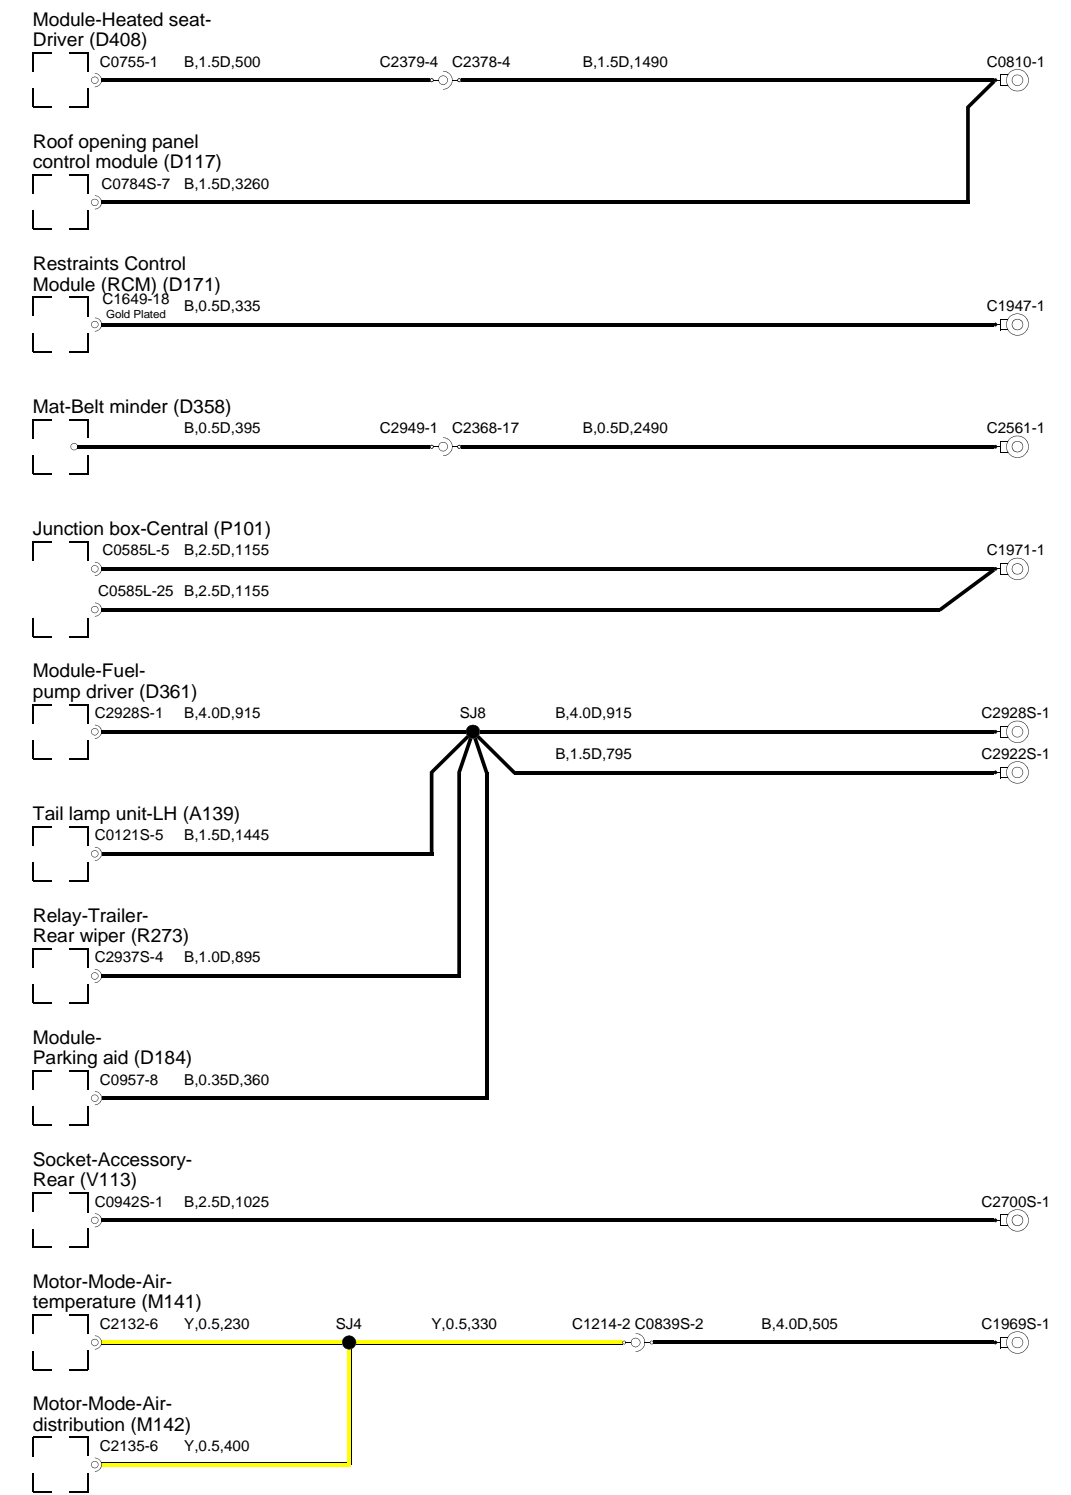 Module-Heated seat-
Driver (D408)
C0755-1 B,1.5D,500 C2379-4 C2378-4 B,1.5D,1490 C0810-1
Roof opening panel
control module (D117)
C0784S-7 B,1.5D,3260
Restraints Control
Module (RCM) (D171)
C1649-18 B,0.5D,335 C1947-1
Gold Plated
Mat-Belt minder (D358)
B,0.5D,395 C2949-1 C2368-17 B,0.5D,2490 C2561-1
Junction box-Central (P101)
C0585L-5 B,2.5D,1155 C1971-1
C0585L-25 B,2.5D,1155
Module-Fuel-
pump driver (D361)
C2928S-1 B,4.0D,915 SJ8 B,4.0D,915 C2928S-1
B,1.5D,795 C2922S-1
Tail lamp unit-LH (A139)
C0121S-5 B,1.5D,1445
Relay-Trailer-
Rear wiper (R273)
C2937S-4 B,1.0D,895
Module-
Parking aid (D184)
C0957-8 B,0.35D,360
Socket-Accessory-
Rear (V113)
C0942S-1 B,2.5D,1025 C2700S-1
Motor-Mode-Air-
temperature (M141)
C2132-6 Y,0.5,230 SJ4 Y,0.5,330 C1214-2 C0839S-2 B,4.0D,505 C1969S-1
Motor-Mode-Air-
distribution (M142)
C2135-6 Y,0.5,400